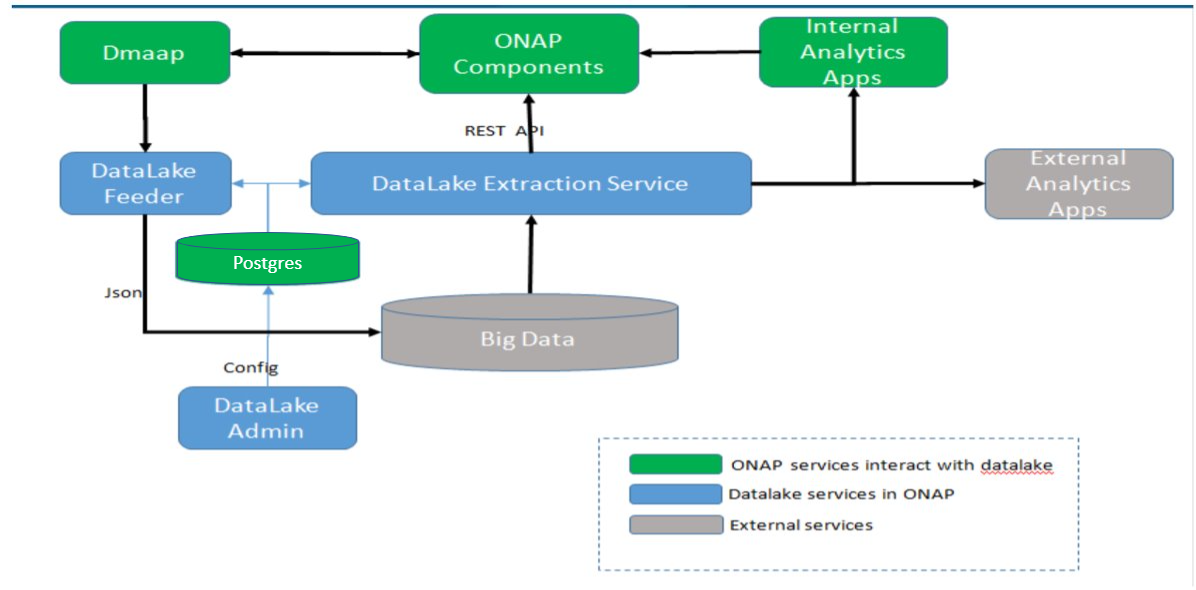 Dmaap
ONAP
Components
Internal
Analytics
Apps
REST API
DataLake
Feeder
DataLake Extraction Service
External
Analytics
Apps
Postgres
Json
Big Data
Config
DataLake
Admin
ONAP services interact with datalake
Datalake services in ONAP
External services